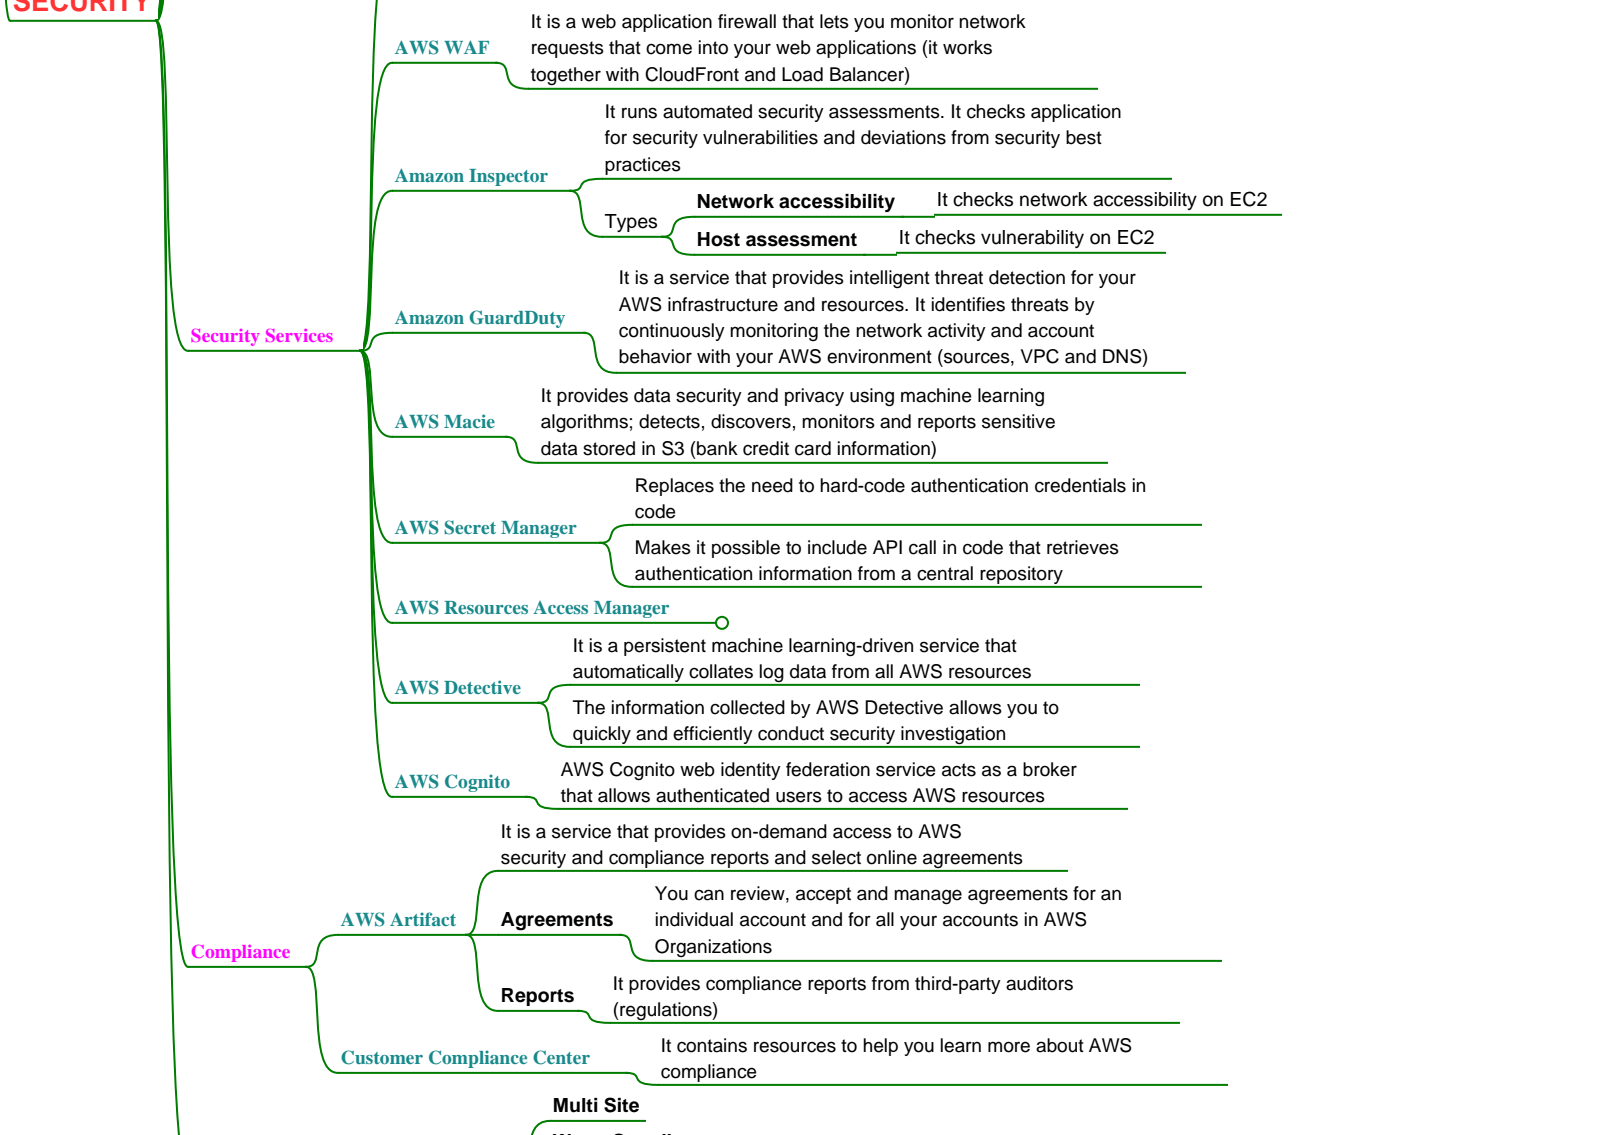 SECURITY
It is a web application firewall that lets you monitor network
requests that come into your web applications (it works
together with CloudFront and Load Balancer)
AWS WAF
It runs automated security assessments. It checks application
for security vulnerabilities and deviations from security best
practices
Amazon Inspector
Network accessibility
It checks network accessibility on EC2
Types
Host assessment
It checks vulnerability on EC2
It is a service that provides intelligent threat detection for your
AWS infrastructure and resources. It identifies threats by
continuously monitoring the network activity and account
behavior with your AWS environment (sources, VPC and DNS)
Amazon GuardDuty
Security Services
It provides data security and privacy using machine learning
algorithms; detects, discovers, monitors and reports sensitive
data stored in S3 (bank credit card information)
AWS Macie
Replaces the need to hard-code authentication credentials in
code
AWS Secret Manager
Makes it possible to include API call in code that retrieves
authentication information from a central repository
AWS Resources Access Manager
It is a persistent machine learning-driven service that
automatically collates log data from all AWS resources
AWS Detective
The information collected by AWS Detective allows you to
quickly and efficiently conduct security investigation
AWS Cognito
AWS Cognito web identity federation service acts as a broker
that allows authenticated users to access AWS resources
It is a service that provides on-demand access to AWS
security and compliance reports and select online agreements
AWS Artifact
Agreements
You can review, accept and manage agreements for an
individual account and for all your accounts in AWS
Organizations
Compliance
Reports
It provides compliance reports from third-party auditors
(regulations)
Customer Compliance Center
It contains resources to help you learn more about AWS
compliance
Multi Site